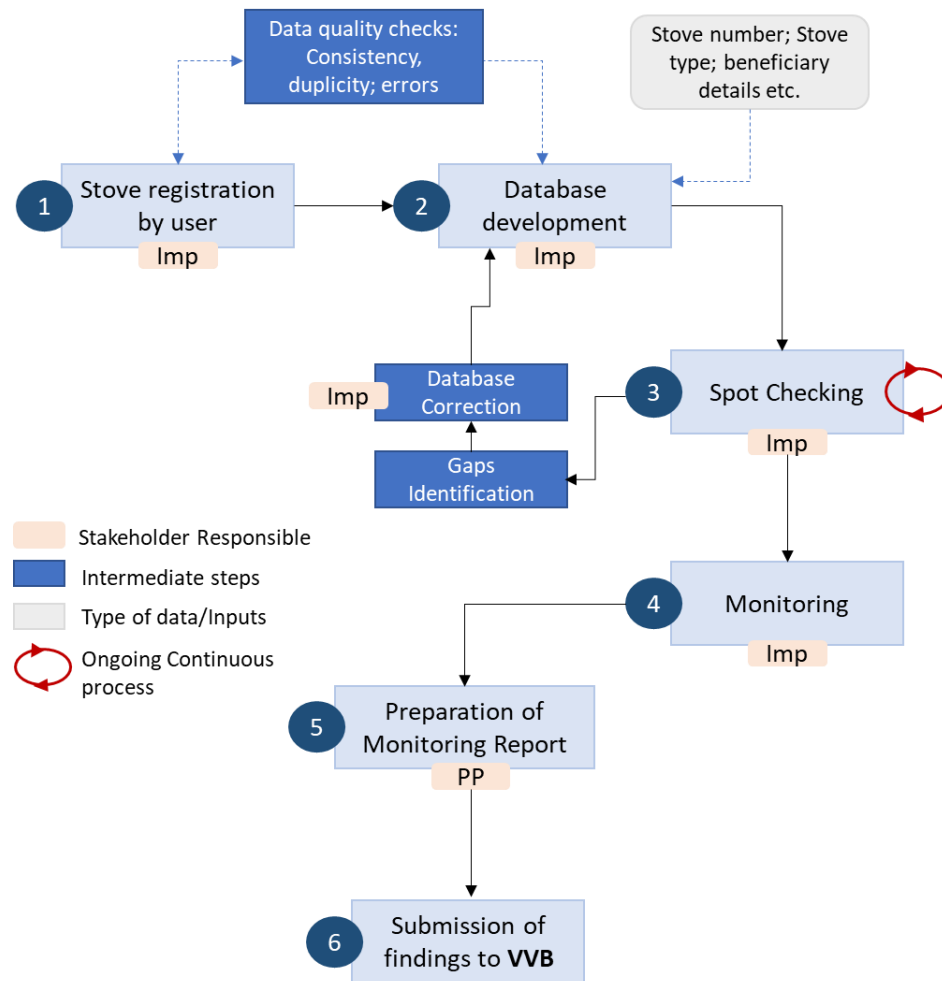 Data quality checks:
Consistency,
duplicity; errors
Stove number; Stove
type; beneficiary
details etc.
1
Stove registration
by user
Imp
2
Database
development
Imp
Imp
Database
Correction
3
Spot Checking
Imp
Gaps
Identification
Stakeholder Responsible
Intermediate steps
Type of data/Inputs
Ongoing Continuous
process
4
Monitoring
Imp
5
Preparation of
Monitoring Report
PP
6
Submission of
findings to VVB